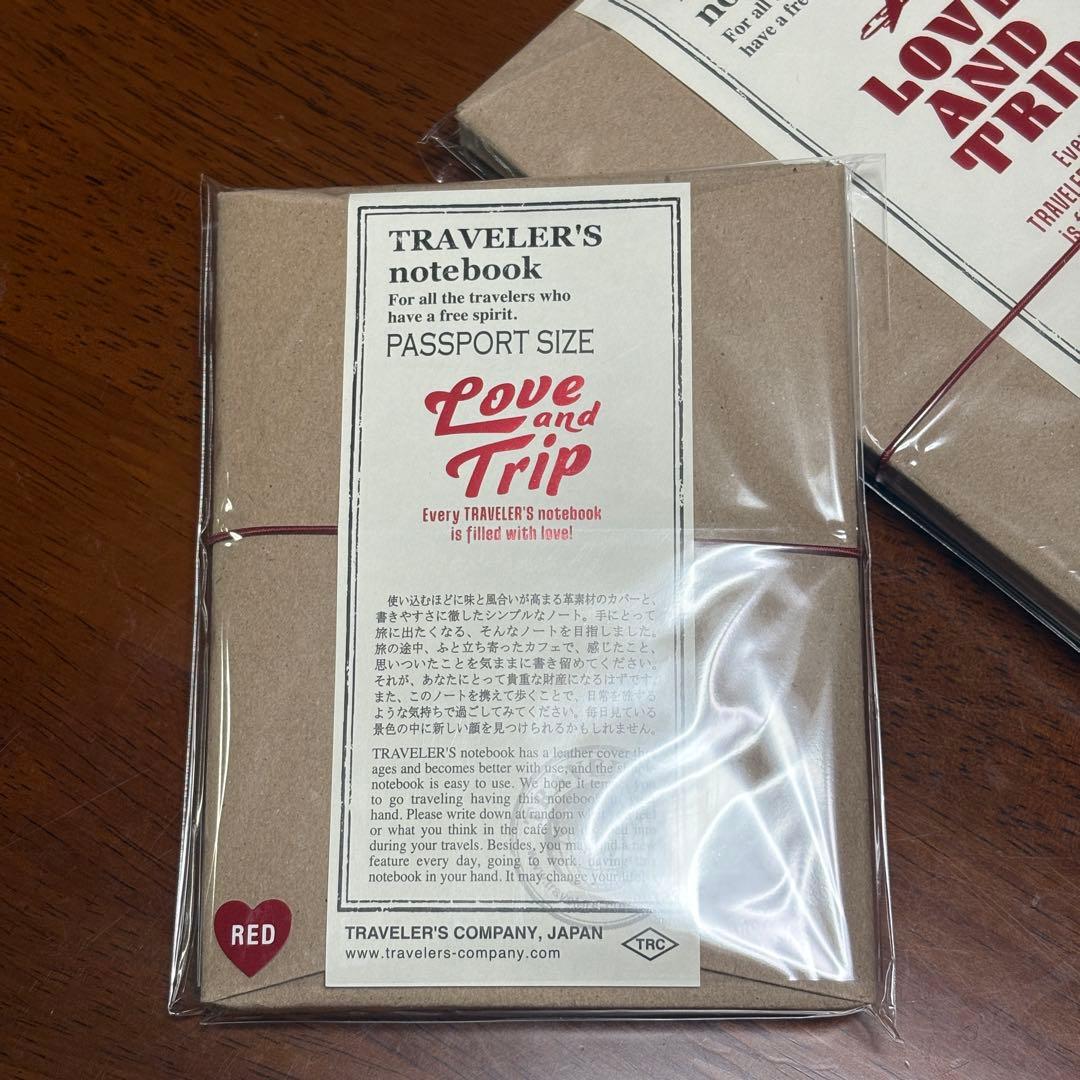 TRAVELER'S
notebook
For all the travelers who
have a free spirit.
PASSPORT SIZE
Love
and
Trip
Every TRAVELER'S notebook
is filled with love!
使い込むほどに味と風合いが高まる革素材のカバーと、
書きやすさに徹したシンプルなノート。手にとって
旅に出たくなる、そんなノートを目指しました。
旅の途中、ふと立ち寄ったカフェで、感じたこと、
思いついたことを気ままに書き留めてください。
それが、あなたにとって貴重な財産になるはずです。
また、このノートを携えて歩くことで、日常を旅する
ような気持ちで過ごしてみてください。毎日見ている
景色の中に新しい顔を見つけられるかもしれません。
TRAVELER'S notebook has a leather cover
ages and becomes better with use, and the
notebook is easy to use. We hope it
to go traveling having this notebook
hand. Please write down at random
or what you think in the café you
during your travels. Besides, you may find a new
feature every day, going to work, having
notebook in your hand. It may change your
TRAVELER'S COMPANY, JAPAN
www.travelers-company.com
TRC
RED
For all
have a fre
LOVE
AND
TRIP
Every
TRAVELER
is